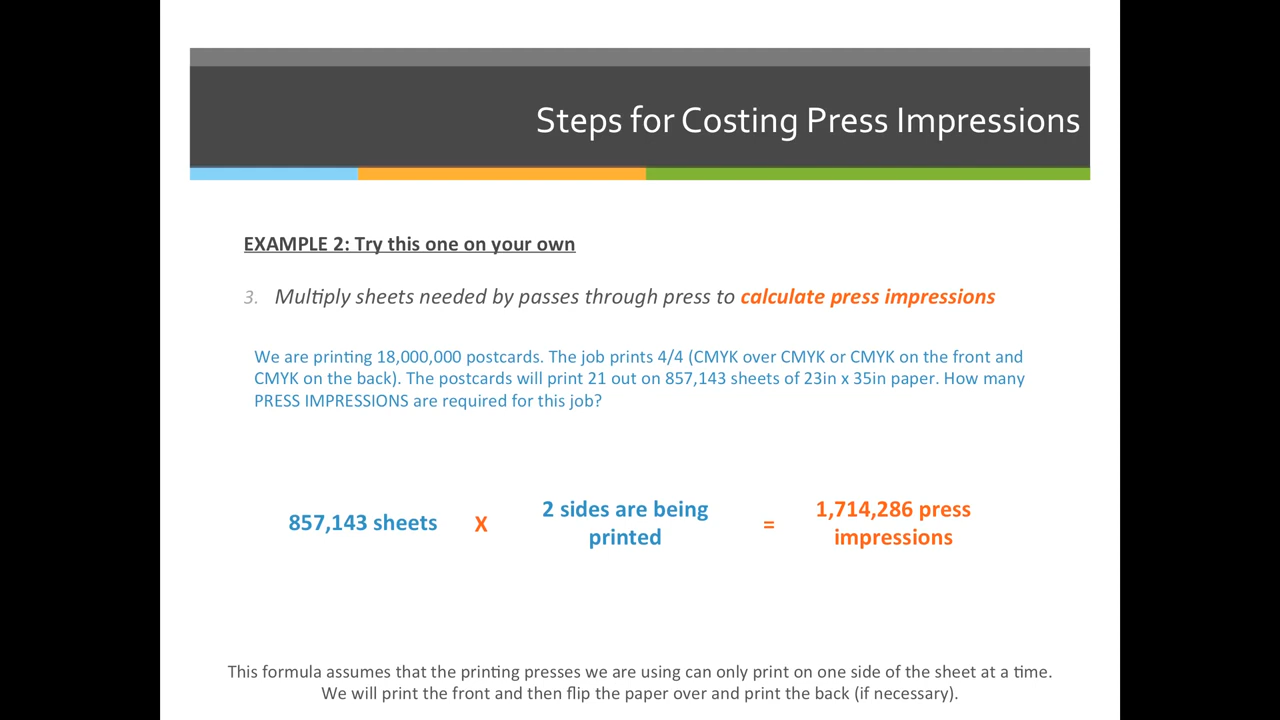 Steps for Costing Press Impressions
EXAMPLE 2: Try this one on your own
3. Multiply sheets needed by passes through press to calculate press impressions
We are printing 18,000,000 postcards. The job prints 4/4 (CMYK over CMYK or CMYK on the front and
CMYK on the back). The postcards will print 21 out on 857,143 sheets of 23in x 35in paper. How many
PRESS IMPRESSIONS are required for this job?
857,143 sheets X 2 sides are being = 1,714,286 press
printed impressions
This formula assumes that the printing presses we are using can only print on one side of the sheet at a time.
We will print the front and then flip the paper over and print the back (if necessary).